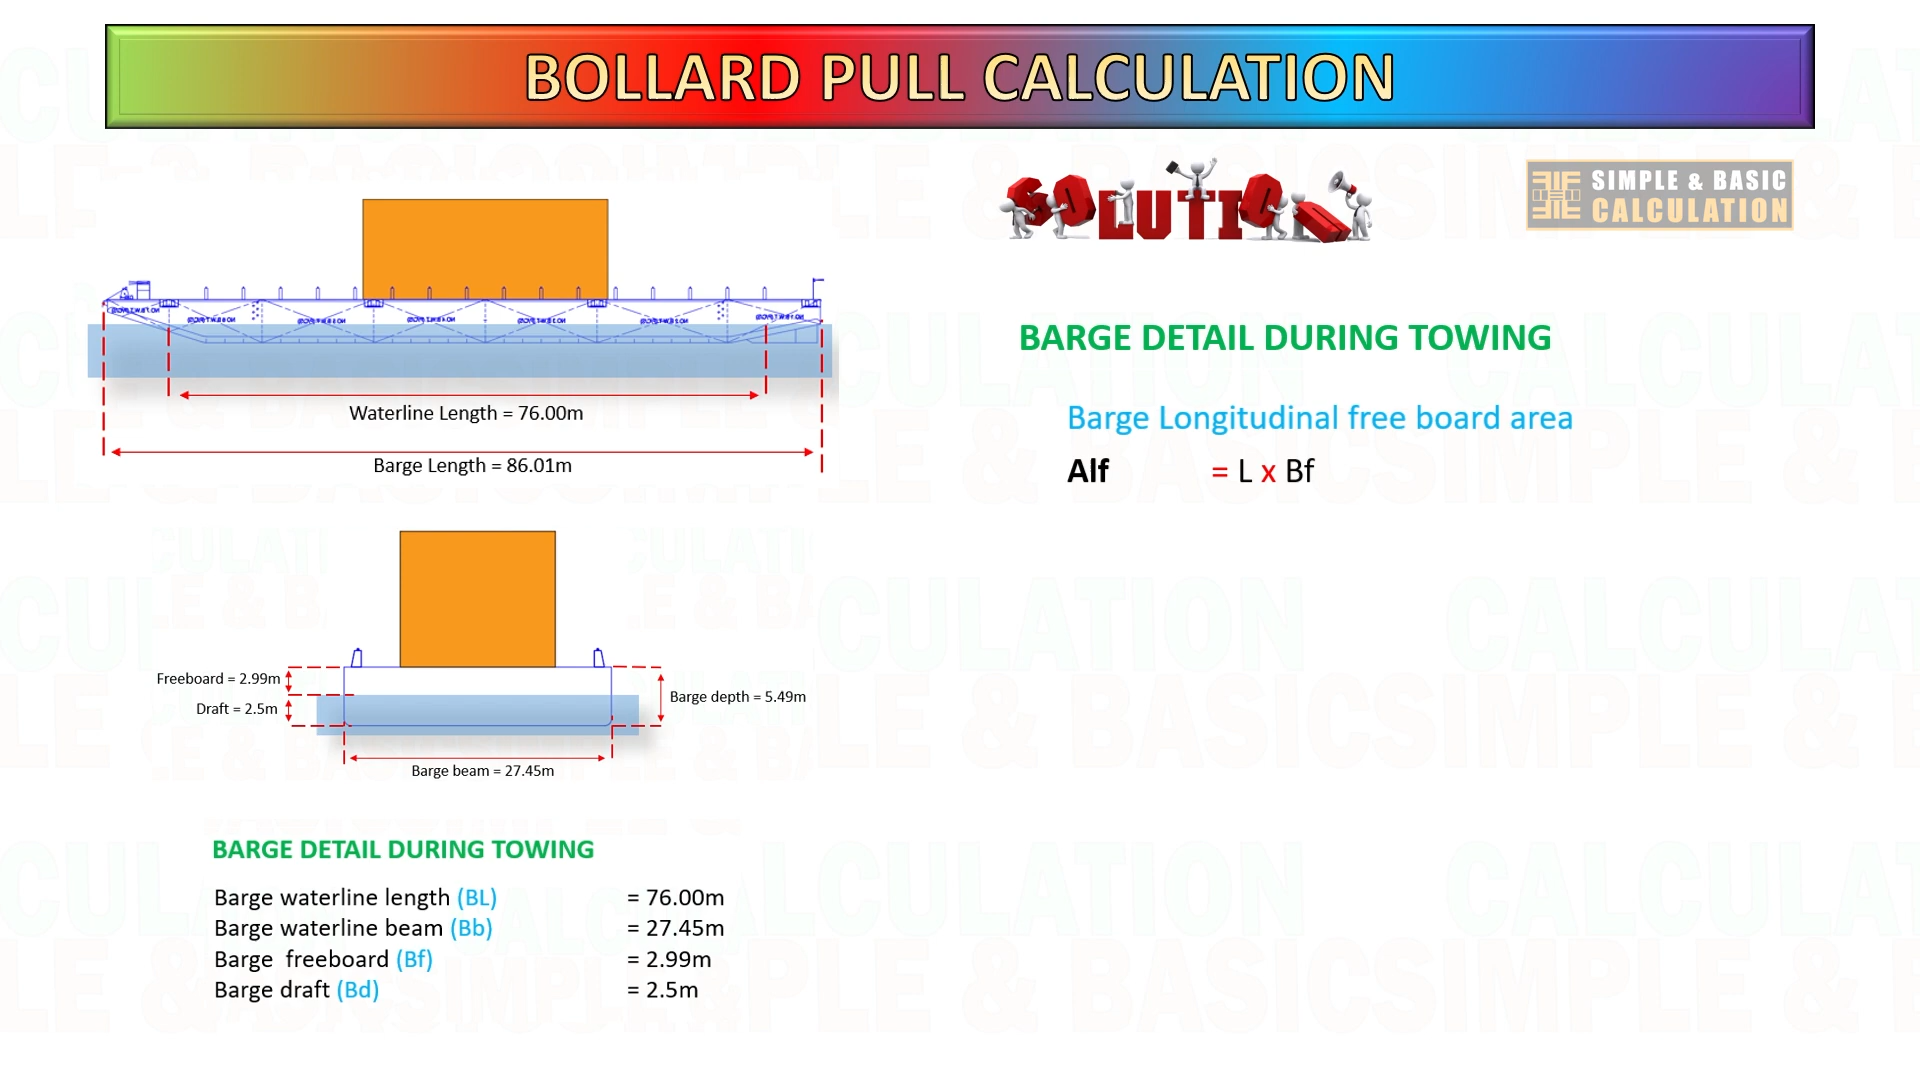 BOLLARD PULL CALCULATION
SOLUTION
SIMPLE & BASIC
CALCULATION
Waterline Length = 76.00m
Barge Length = 86.01m
BARGE DETAIL DURING TOWING
Barge Longitudinal free board area
Alf = L x Bf
Freeboard = 2.99m
Draft = 2.5m
Barge depth = 5.49m
Barge beam = 27.45m
BARGE DETAIL DURING TOWING
Barge waterline length (BL) = 76.00m
Barge waterline beam (Bb) = 27.45m
Barge  freeboard (Bf) = 2.99m
Barge draft (Bd) = 2.5m